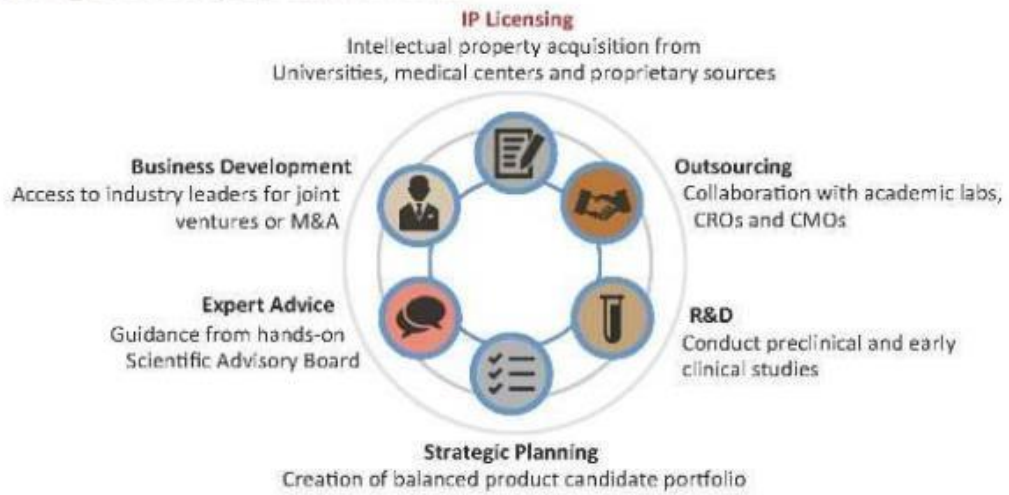 IP Licensing
Intellectual property acquisition from
Universities, medical centers and proprietary sources
Business Development
Access to industry leaders for joint
ventures or M&A
Outsourcing
Collaboration with academic labs,
CROs and CMOs
Expert Advice
Guidance from hands-on
Scientific Advisory Board
R&D
Conduct preclinical and early
clinical studies
Strategic Planning
Creation of balanced product candidate portfolio